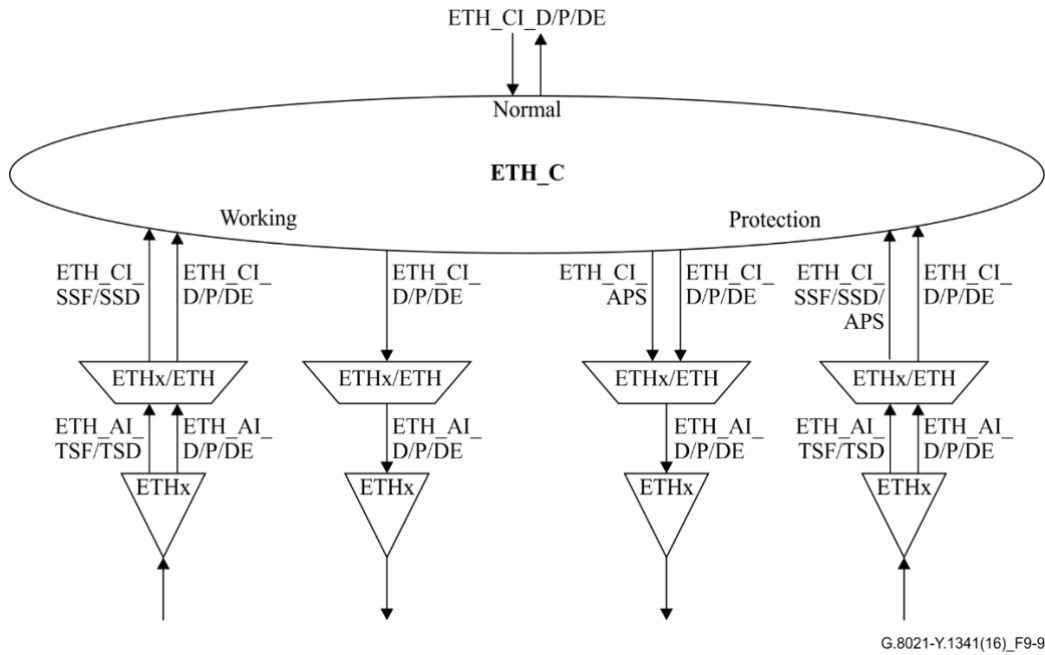 ETH_CI_D/P/DE
Normal
ETH_C
Working
Protection
ETH_CI_
SSF/SSD
ETH_CI_
D/P/DE
ETH_CI_
D/P/DE
ETH_CI_
APS
ETH_CI_
D/P/DE
ETH_CI_
SSF/SSD/
APS
ETH_CI_
D/P/DE
ETHx/ETH
ETHx/ETH
ETHx/ETH
ETHx/ETH
ETH_AI_
TSF/TSD
ETH_AI_
D/P/DE
ETH_AI_
D/P/DE
ETH_AI_
D/P/DE
ETH_AI_
TSF/TSD
ETH_AI_
D/P/DE
ETHx
ETHx
ETHx
ETHx
G.8021-Y.1341(16)_F9-9